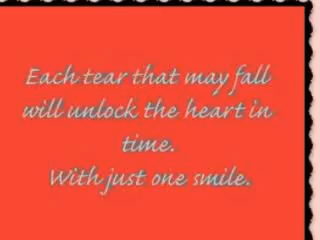 Each tear that may fall
will unlock the heart in
time.
With just one smile.